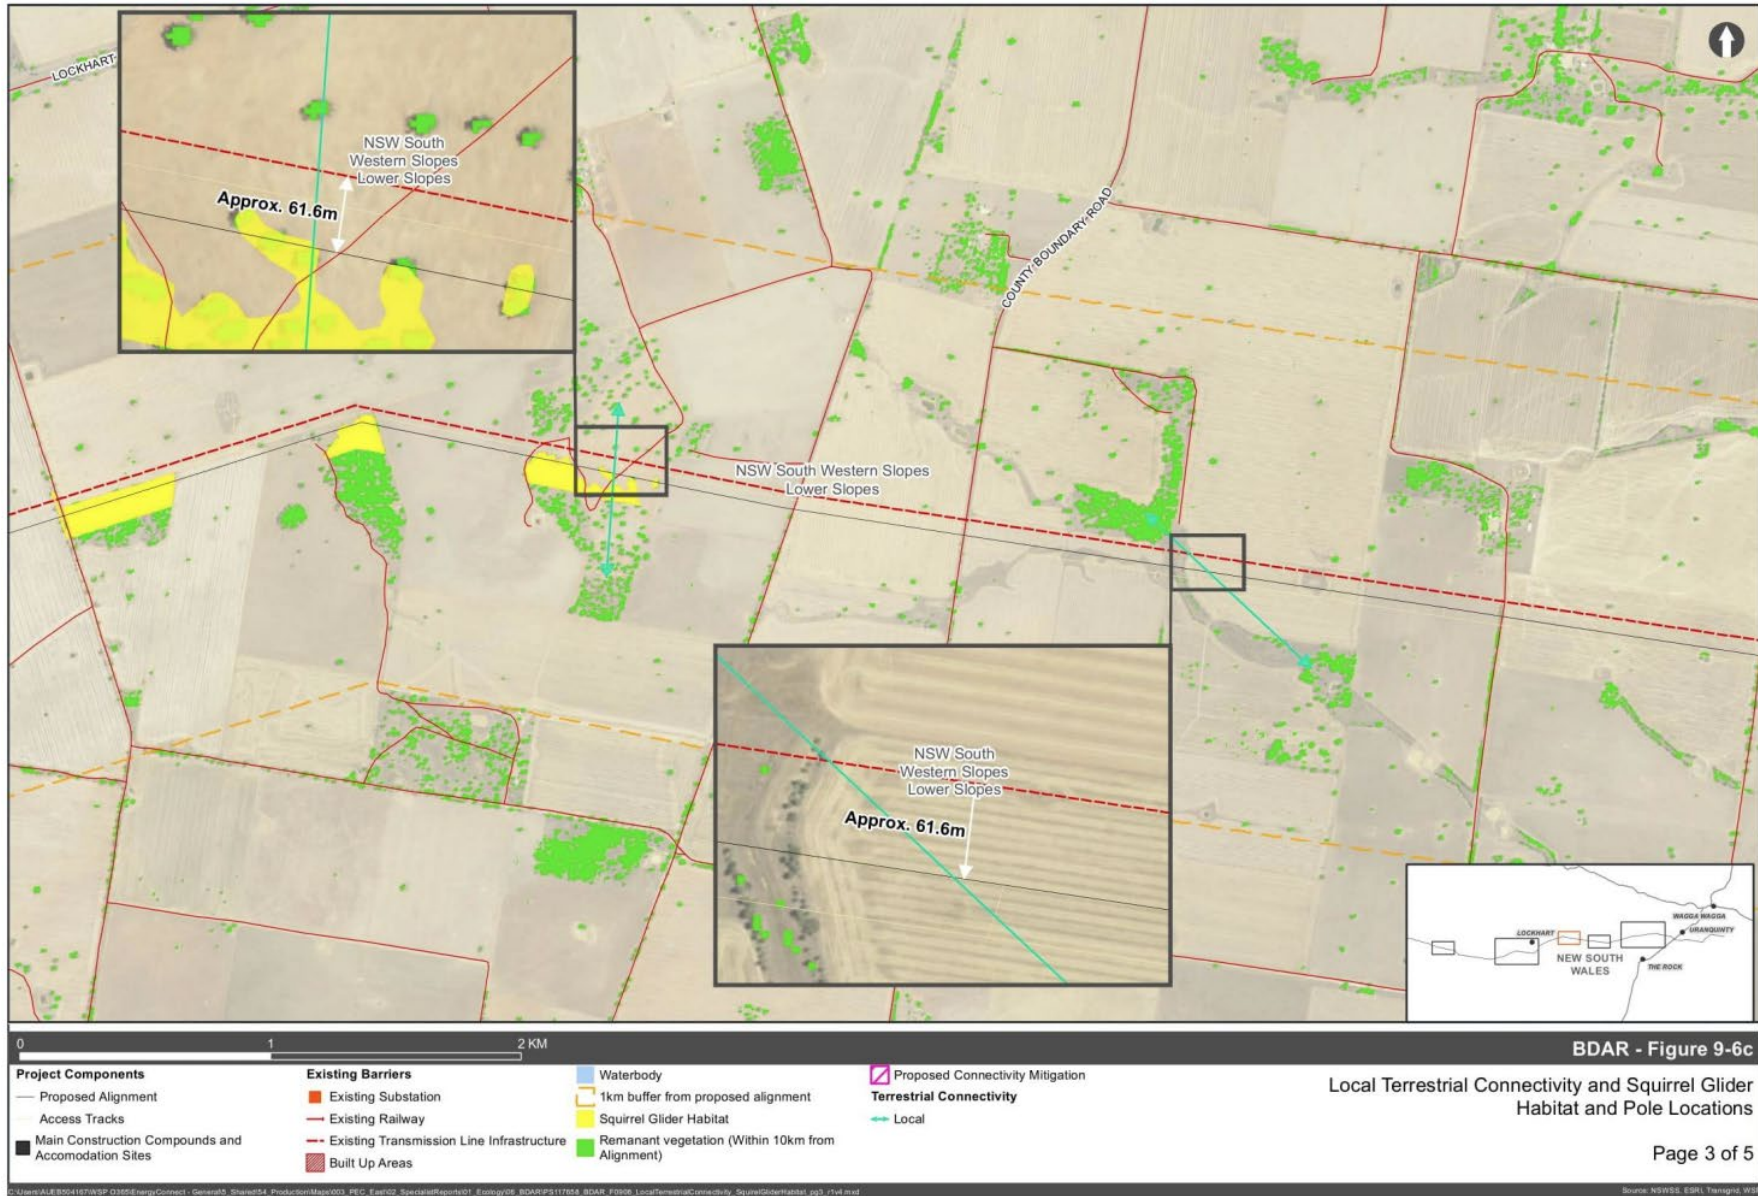 LOCKHART
NSW South
Western Slopes
Lower Slopes
Approx. 61.6m
COUNTY BOUNDARY ROAD
NSW South Western Slopes
Lower Slopes
NSW South
Western Slopes
Lower Slopes
Approx. 61.6m
WAGGA WAGGA
URANQUINTY
LOCKHART
NEW SOUTH
WALES
THE ROCK
0 1 2 KM
BDAR - Figure 9-6c
Project Components
Proposed Alignment
Access Tracks
Main Construction Compounds and
Accomodation Sites
Existing Barriers
Existing Substation
Existing Railway
Existing Transmission Line Infrastructure
Built Up Areas
Waterbody
1km buffer from proposed alignment
Squirrel Glider Habitat
Remanant vegetation (Within 10km from
Alignment)
Proposed Connectivity Mitigation
Terrestrial Connectivity
Local
Local Terrestrial Connectivity and Squirrel Glider
Habitat and Pole Locations
Page 3 of 5
Source: NSWSS, ESRI, Transgrid, WSP